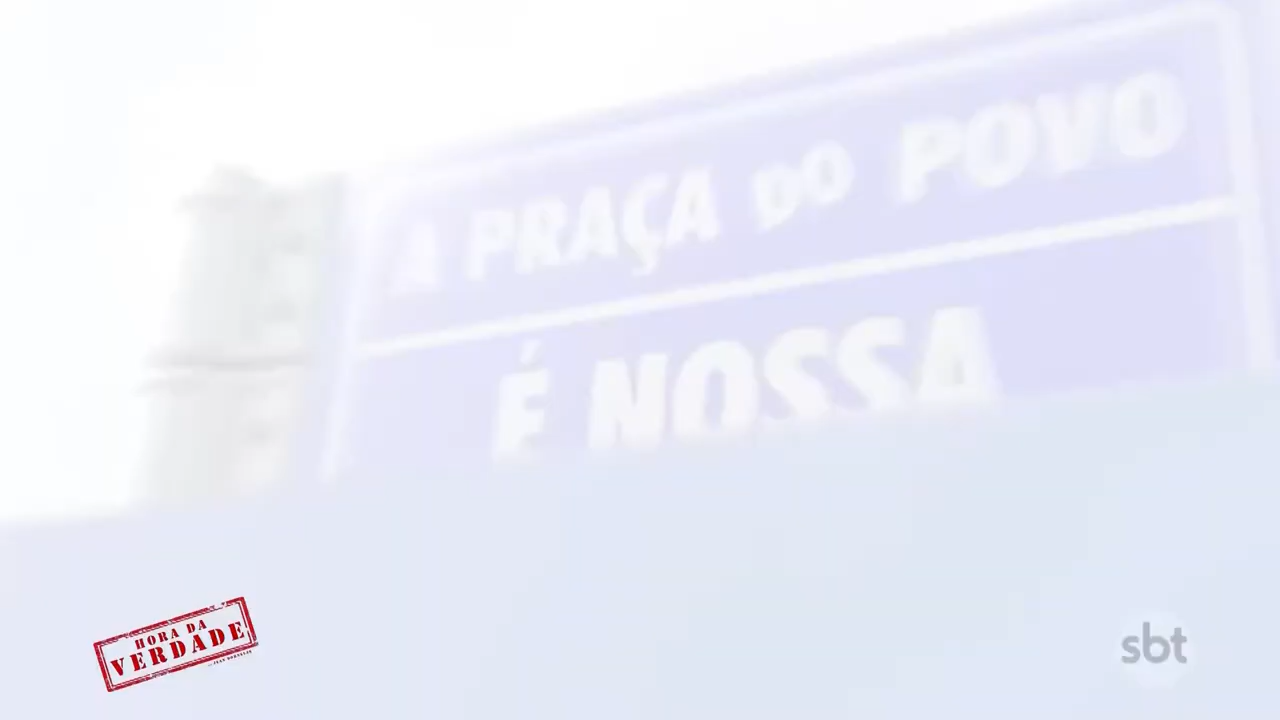 A PRAÇA DO POVO
É NOSSA
HORA DA
VERDADE
sbt